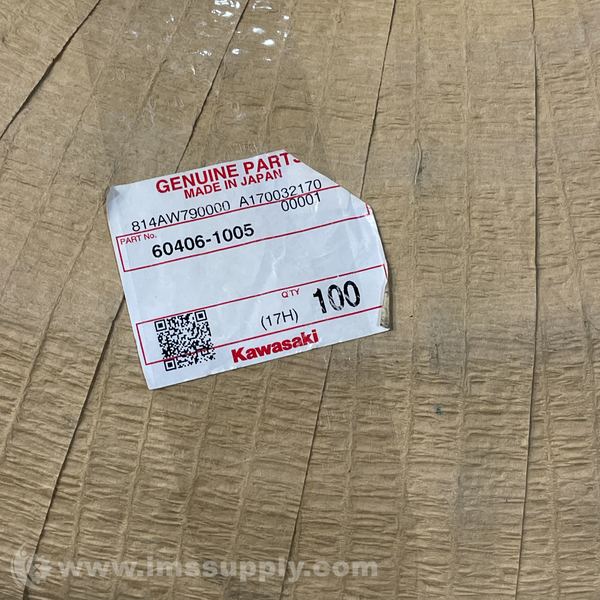 GENUINE PARTS
MADE IN JAPAN
814AW790000 A170032170
00001
PART No.
60406-1005
Q'TY 100
(17H)
Kawasaki
www.imssupply.com